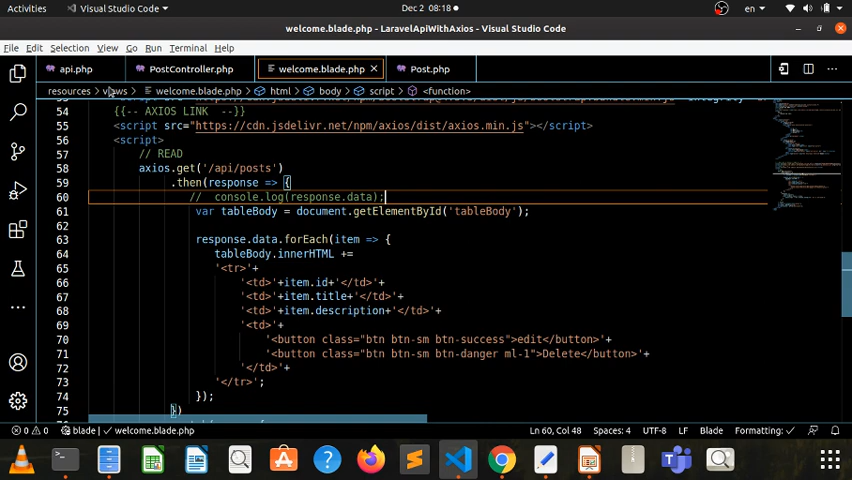 Activities
Visual Studio Code
Dec 2 08:18
en
welcome.blade.php - LaravelApiWithAxios - Visual Studio Code
File Edit Selection View Go Run Terminal Help
api.php
PostController.php
welcome.blade.php
Post.php
resources > views > welcome.blade.php > html > body > script > <function>
54 {{-- AXIOS LINK --}}
55 <script src="https://cdn.jsdelivr.net/npm/axios/dist/axios.min.js"></script>
56 <script>
57 // READ
58 axios.get('/api/posts')
59 .then(response => {
60 // console.log(response.data);
61 var tableBody = document.getElementById('tableBody');
62
63 response.data.forEach(item => {
64 tableBody.innerHTML +=
65 '<tr>'+
66 '<td>'+item.id+'</td>'+
67 '<td>'+item.title+'</td>'+
68 '<td>'+item.description+'</td>'+
69 '<td>'+
70 '<button class="btn btn-sm btn-success">edit</button>'+
71 '<button class="btn btn-sm btn-danger ml-1">Delete</button>'+
72 '</td>'+
73 '</tr>';
74 });
75 })
0 0 blade welcome.blade.php Ln 60, Col 48 Spaces: 4 UTF-8 LF Blade Formatting: ✓